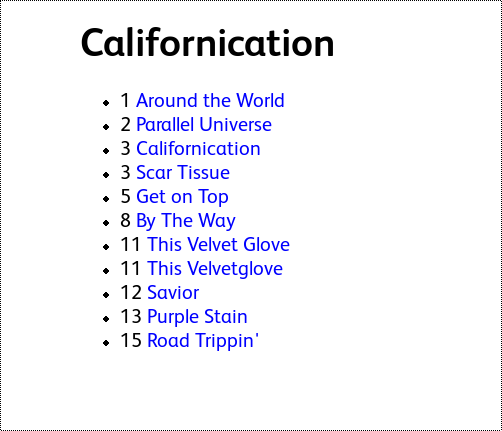 Californication
1 Around the World
2 Parallel Universe
3 Californication
3 Scar Tissue
5 Get on Top
8 By The Way
11 This Velvet Glove
11 This Velvetglove
12 Savior
13 Purple Stain
15 Road Trippin'